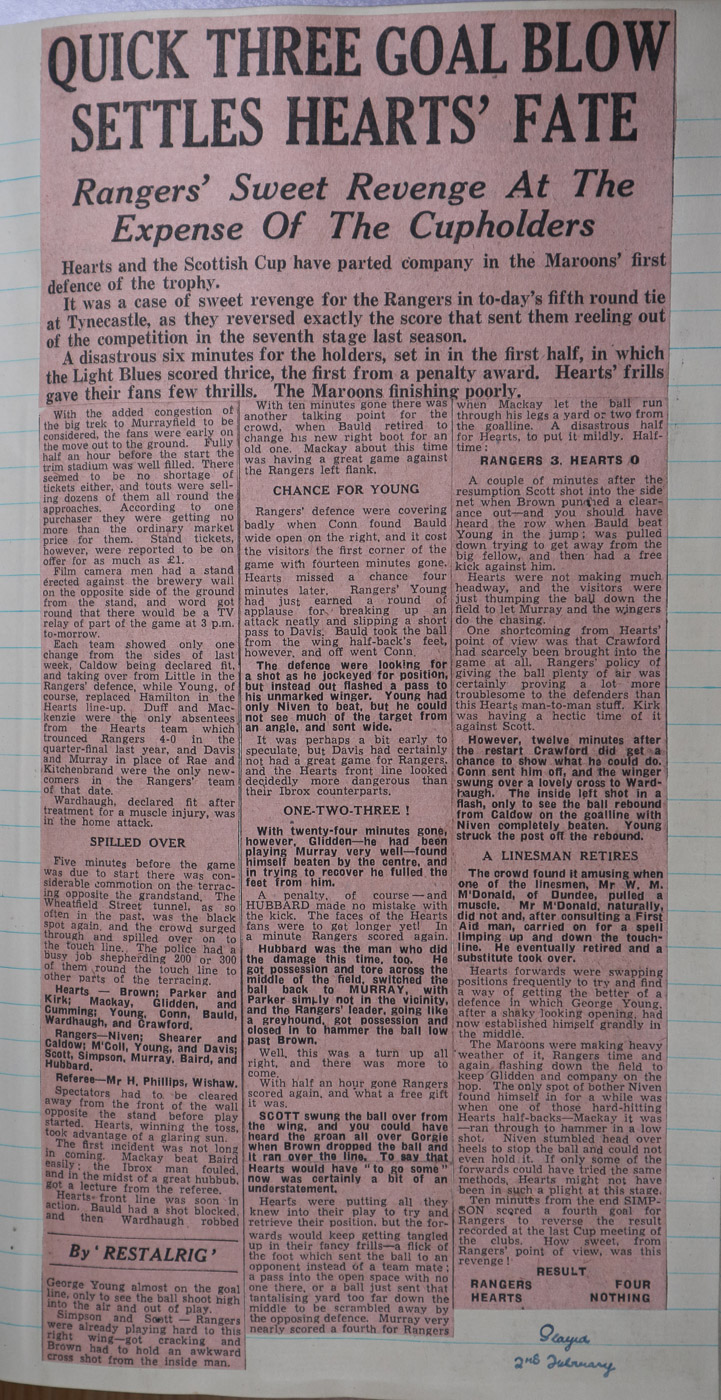 QUICK THREE GOAL BLOW
SETTLES HEARTS' FATE
Rangers' Sweet Revenge At The
Expense Of The Cupholders
Hearts and the Scottish Cup have parted company in the Maroons' first
defence of the trophy.
It was a case of sweet revenge for the Rangers in to-day's fifth round tie
at Tynecastle, as they reversed exactly the score that sent them reeling out
of the competition in the seventh stage last season.
A disastrous six minutes for the holders, set in in the first half, in which
the Light Blues scored thrice, the first from a penalty award. Hearts' frills
gave their fans few thrills. The Maroons finishing poorly.
With the added congestion of
the big trek to Murrayfield to be
considered, the fans were early on
the move out to the ground. Fully
half an hour before the start the
trim stadium was well filled. There
seemed to be no shortage of
tickets either, and touts were sell-
ing dozens of them all round the
approaches. According to one
purchaser they were getting no
more than the ordinary market
price for them. Stand tickets,
however, were reported to be on
offer for as much as £1.
Film camera men had a stand
erected against the brewery wall
on the opposite side of the ground
from the stand, and word got
round that there would be a TV
relay of part of the game at 3 p.m.
to-morrow.
Each team showed only one
change from the sides of last
week, Caldow being declared fit,
and taking over from Little in the
Rangers' defence, while Young, of
course, replaced Hamilton in the
Hearts line-up. Duff and Mac-
kenzie were the only absentees
from the Hearts team which
trounced Rangers 4-0 in the
quarter-final last year, and Davis
and Murray in place of Rae and
Kitchenbrand were the only new-
comers in the Rangers' team
of that date.
Wardhaugh, declared fit after
treatment for a muscle injury, was
in the home attack.
SPILLED OVER
Five minutes before the game
was due to start there was con-
siderable commotion on the terrac-
ing opposite the grandstand. The
Wheatfield Street tunnel, as so
often in the past, was the black
spot again, and the crowd surged
through and spilled over on to
the touch line. The police had a
busy job shepherding 200 or 300
of them round the touch line to
other parts of the terracing.
Hearts — Brown; Parker and
Kirk; Mackay, Glidden, and
Cumming; Young, Conn, Bauld,
Wardhaugh, and Crawford.
Rangers—Niven; Shearer and
Caldow; M'Coll, Young, and Davis;
Scott, Simpson, Murray, Baird, and
Hubbard.
Referee—Mr H. Phillips, Wishaw.
Spectators had to be cleared
away from the front of the wall
opposite the stand before play
started. Hearts, winning the toss,
took advantage of a glaring sun.
The first incident was not long
in coming. Mackay beat Baird
easily; the Ibrox man fouled,
and in the midst of a great hubbub,
got a lecture from the referee.
Hearts' front line was soon in
action. Bauld had a shot blocked,
and then Wardhaugh robbed
By 'RESTALRIG'
George Young almost on the goal
line, only to see the ball shoot high
into the air and out of play.
Simpson and Scott — Rangers
were already playing hard to this
right wing—got cracking and
Brown had to hold an awkward
cross shot from the inside man.
With ten minutes gone there was
another talking point for the
crowd, when Bauld retired to
change his new right boot for an
old one. Mackay about this time
was having a great game against
the Rangers left flank.
CHANCE FOR YOUNG
Rangers' defence were covering
badly when Conn found Bauld
wide open on the right, and it cost
the visitors the first corner of the
game with fourteen minutes gone.
Hearts missed a chance four
minutes later. Rangers' Young
had just earned a round of
applause for breaking up an
attack neatly and slipping a short
pass to Davis. Bauld took the ball
from the wing half-back's feet,
however, and off went Conn.
The defence were looking for
a shot as he jockeyed for position,
but instead out flashed a pass to
his unmarked winger. Young had
only Niven to beat, but he could
not see much of the target from
an angle, and sent wide.
It was perhaps a bit early to
speculate, but Davis had certainly
not had a great game for Rangers,
and the Hearts front line looked
decidedly more dangerous than
their Ibrox counterparts.
ONE-TWO-THREE !
With twenty-four minutes gone,
however, Glidden—he had been
playing Murray very well—found
himself beaten by the centre, and
in trying to recover he fulled the
feet from him.
A penalty, of course — and
HUBBARD made no mistake with
the kick. The faces of the Hearts
fans were to get longer yet! In
a minute Rangers scored again.
Hubbard was the man who did
the damage this time, too. He
got possession and tore across the
middle of the field, switched the
ball back to MURRAY, with
Parker simply not in the vicinity,
and the Rangers' leader, going like
a greyhound, got possession and
closed in to hammer the ball low
past Brown.
Well, this was a turn up all
right, and there was more to
come.
With half an hour gone Rangers
scored again, and what a free gift
it was.
SCOTT swung the ball over from
the wing, and you could have
heard the groan all over Gorgie
when Brown dropped the ball and
it ran over the line. To say that
Hearts would have "to go some"
now was certainly a bit of an
understatement.
Hearts were putting all they
knew into their play to try and
retrieve their position, but the for-
wards would keep getting tangled
up in their fancy frills—a flick of
the foot which sent the ball to an
opponent instead of a team mate;
a pass into the open space with no
one there, or a ball just sent that
tantalising yard too far down the
middle to be scrambled away by
the opposing defence. Murray very
nearly scored a fourth for Rangers
when Mackay let the ball run
through his legs a yard or two from
the goalline. A disastrous half
for Hearts, to put it mildly. Half-
time:
RANGERS 3. HEARTS 0
A couple of minutes after the
resumption Scott shot into the side
net when Brown punched a clear-
ance out—and you should have
heard the row when Bauld beat
Young in the jump; was pulled
down trying to get away from the
big fellow, and then had a free
kick against him.
Hearts were not making much
headway, and the visitors were
just thumping the ball down the
field to let Murray and the wingers
do the chasing.
One shortcoming from Hearts'
point of view was that Crawford
had scarcely been brought into the
game at all. Rangers' policy of
giving the ball plenty of air was
certainly proving a lot more
troublesome to the defenders than
this Hearts man-to-man stuff. Kirk
was having a hectic time of it
against Scott.
However, twelve minutes after
the restart Crawford did get a
chance to show what he could do.
Conn sent him off, and the winger
swung over a lovely cross to Ward-
haugh. The inside left shot in a
flash, only to see the ball rebound
from Caldow on the goalline with
Niven completely beaten. Young
struck the post off the rebound.
A LINESMAN RETIRES
The crowd found it amusing when
one of the linesmen, Mr W. M.
M'Donald, of Dundee, pulled a
muscle. Mr M'Donald, naturally,
did not and, after consulting a First
Aid man, carried on for a spell
limping up and down the touch-
line. He eventually retired and a
substitute took over.
Hearts forwards were swapping
positions frequently to try and find
a way of getting the better of a
defence in which George Young,
after a shaky looking opening, had
now established himself grandly in
the middle.
The Maroons were making heavy
weather of it, Rangers time and
again flashing down the field to
keep Glidden and company on the
hop. The only spot of bother Niven
found himself in for a while was
when one of those hard-hitting
Hearts half-backs—Mackay it was
—ran through to hammer in a low
shot. Niven stumbled head over
heels to stop the ball and could not
even hold it. If only some of the
forwards could have tried the same
methods, Hearts might not have
been in such a plight at this stage.
Ten minutes from the end SIMP-
SON scored a fourth goal for
Rangers to reverse the result
recorded at the last Cup meeting of
the clubs. How sweet, from
Rangers' point of view, was this
revenge!
RESULT
RANGERS FOUR
HEARTS NOTHING
Played
2nd February